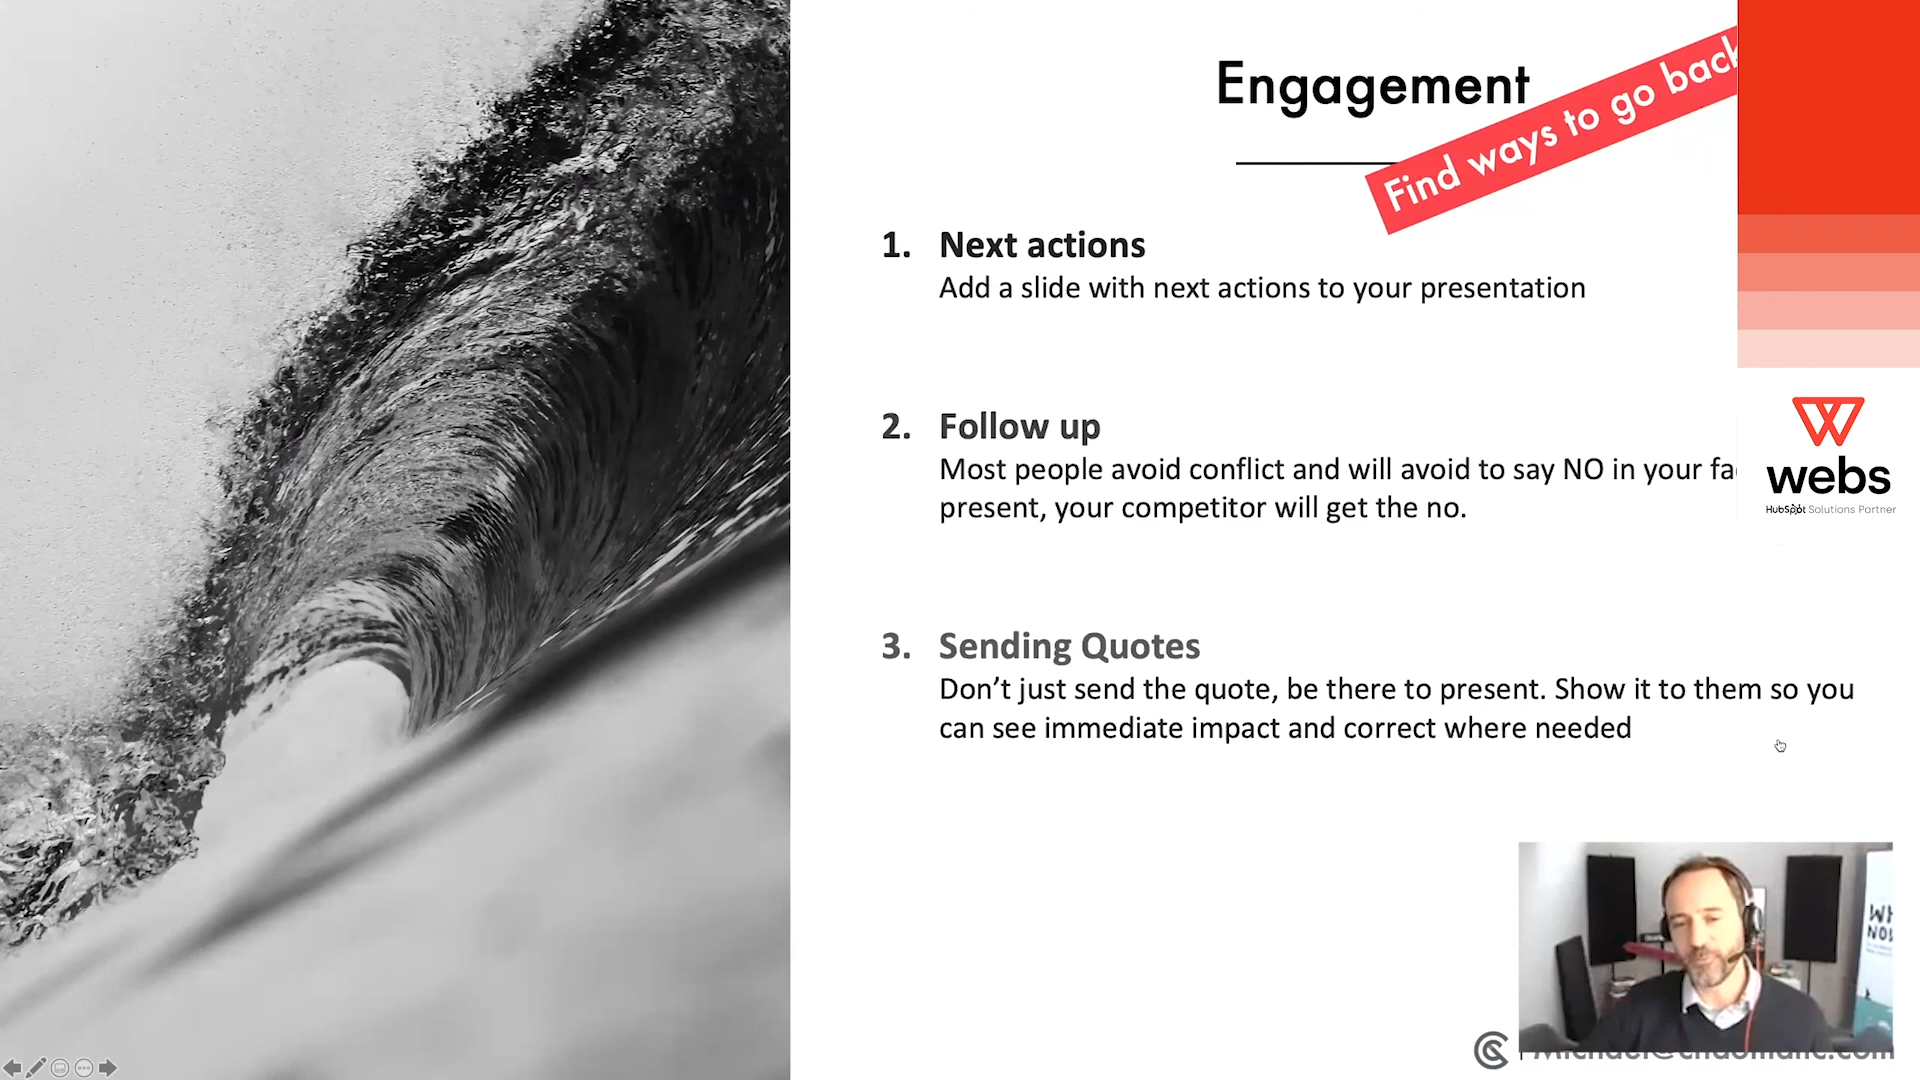 Engagement
Find ways to go back
1. Next actions
Add a slide with next actions to your presentation
2. Follow up
Most people avoid conflict and will avoid to say NO in your
present, your competitor will get the no.
3. Sending Quotes
Don’t just send the quote, be there to present. Show it to them so you
can see immediate impact and correct where needed
webs
HubSpot Solutions Partner
WH
NOW